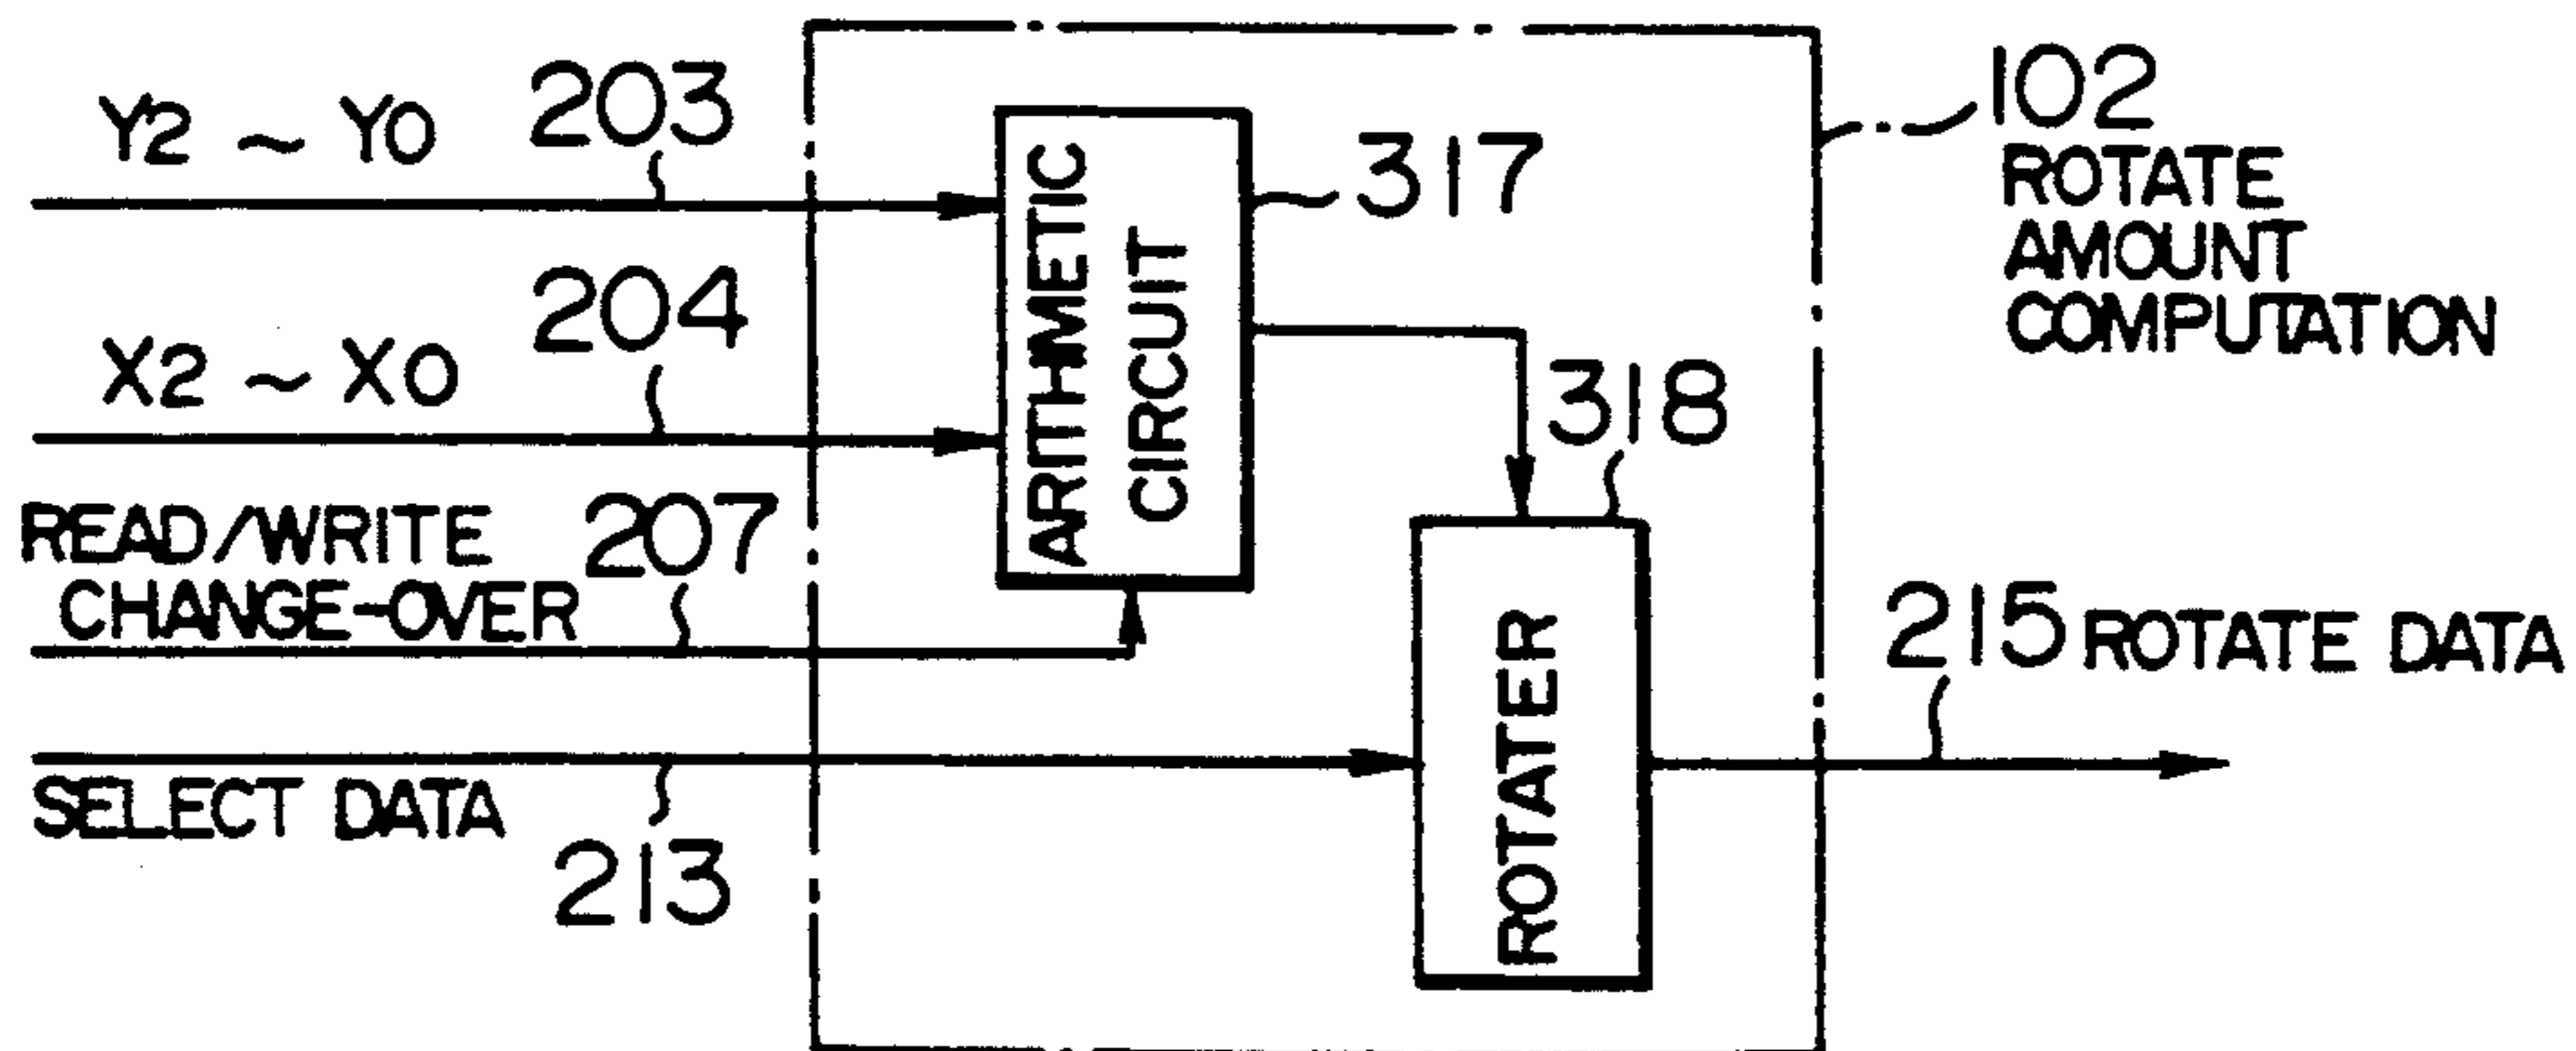 Y2 ~ Y0
203
X2 ~ X0
204
READ/WRITE
CHANGE-OVER
207
SELECT DATA
213
ARITHMETIC
CIRCUIT
317
318
ROTATER
102
ROTATE
AMOUNT
COMPUTATION
215 ROTATE DATA